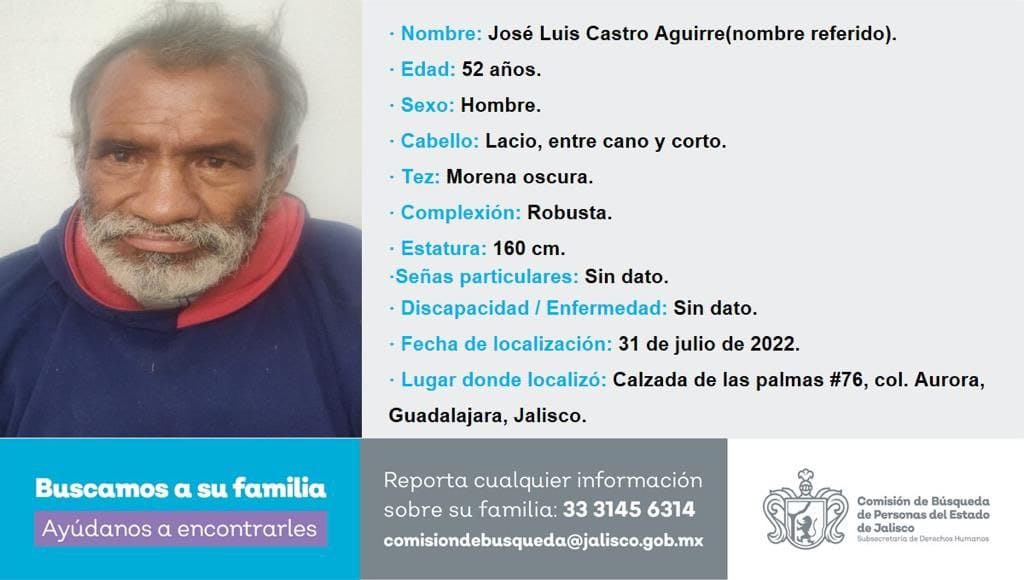 · Nombre: José Luis Castro Aguirre(nombre referido).
· Edad: 52 años.
· Sexo: Hombre.
· Cabello: Lacio, entre cano y corto.
· Tez: Morena oscura.
· Complexión: Robusta.
· Estatura: 160 cm.
·Señas particulares: Sin dato.
· Discapacidad / Enfermedad: Sin dato.
· Fecha de localización: 31 de julio de 2022.
· Lugar donde localizó: Calzada de las palmas #76, col. Aurora,
Guadalajara, Jalisco.
Buscamos a su familia
Ayúdanos a encontrarles
Reporta cualquier información
sobre su familia: 33 3145 6314
comisiondebusqueda@jalisco.gob.mx
Comisión de Búsqueda
de Personas del Estado
de Jalisco
Subsecretaría de Derechos Humanos